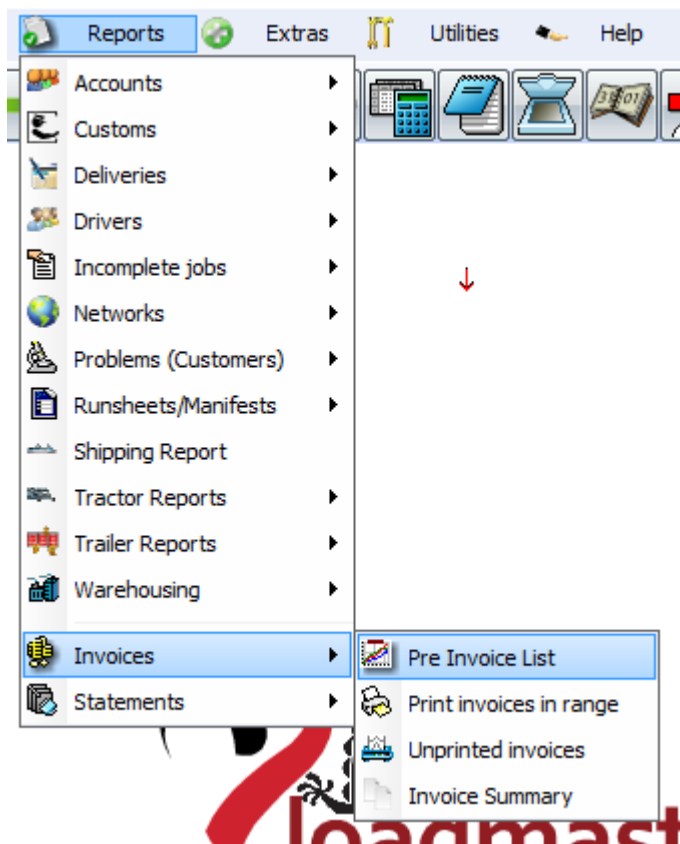 Reports Extras Utilities Help
Accounts
Customs
Deliveries
Drivers
Incomplete jobs
Networks
Problems (Customers)
Runsheets/Manifests
Shipping Report
Tractor Reports
Trailer Reports
Warehousing
Invoices
Pre Invoice List
Statements
Print invoices in range
Unprinted invoices
Invoice Summary
loadmast